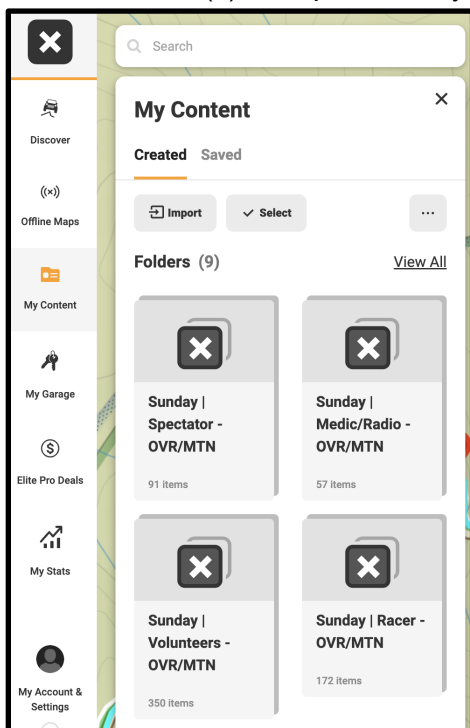 Search
Discover
Offline Maps
My Content
My Garage
Elite Pro Deals
My Stats
My Account &
Settings
My Content
Created Saved
Import Select
Folders (9) View All
Sunday |
Spectator -
OVR/MTN
91 items
Sunday |
Medic/Radio -
OVR/MTN
57 items
Sunday |
Volunteers -
OVR/MTN
350 items
Sunday | Racer -
OVR/MTN
172 items